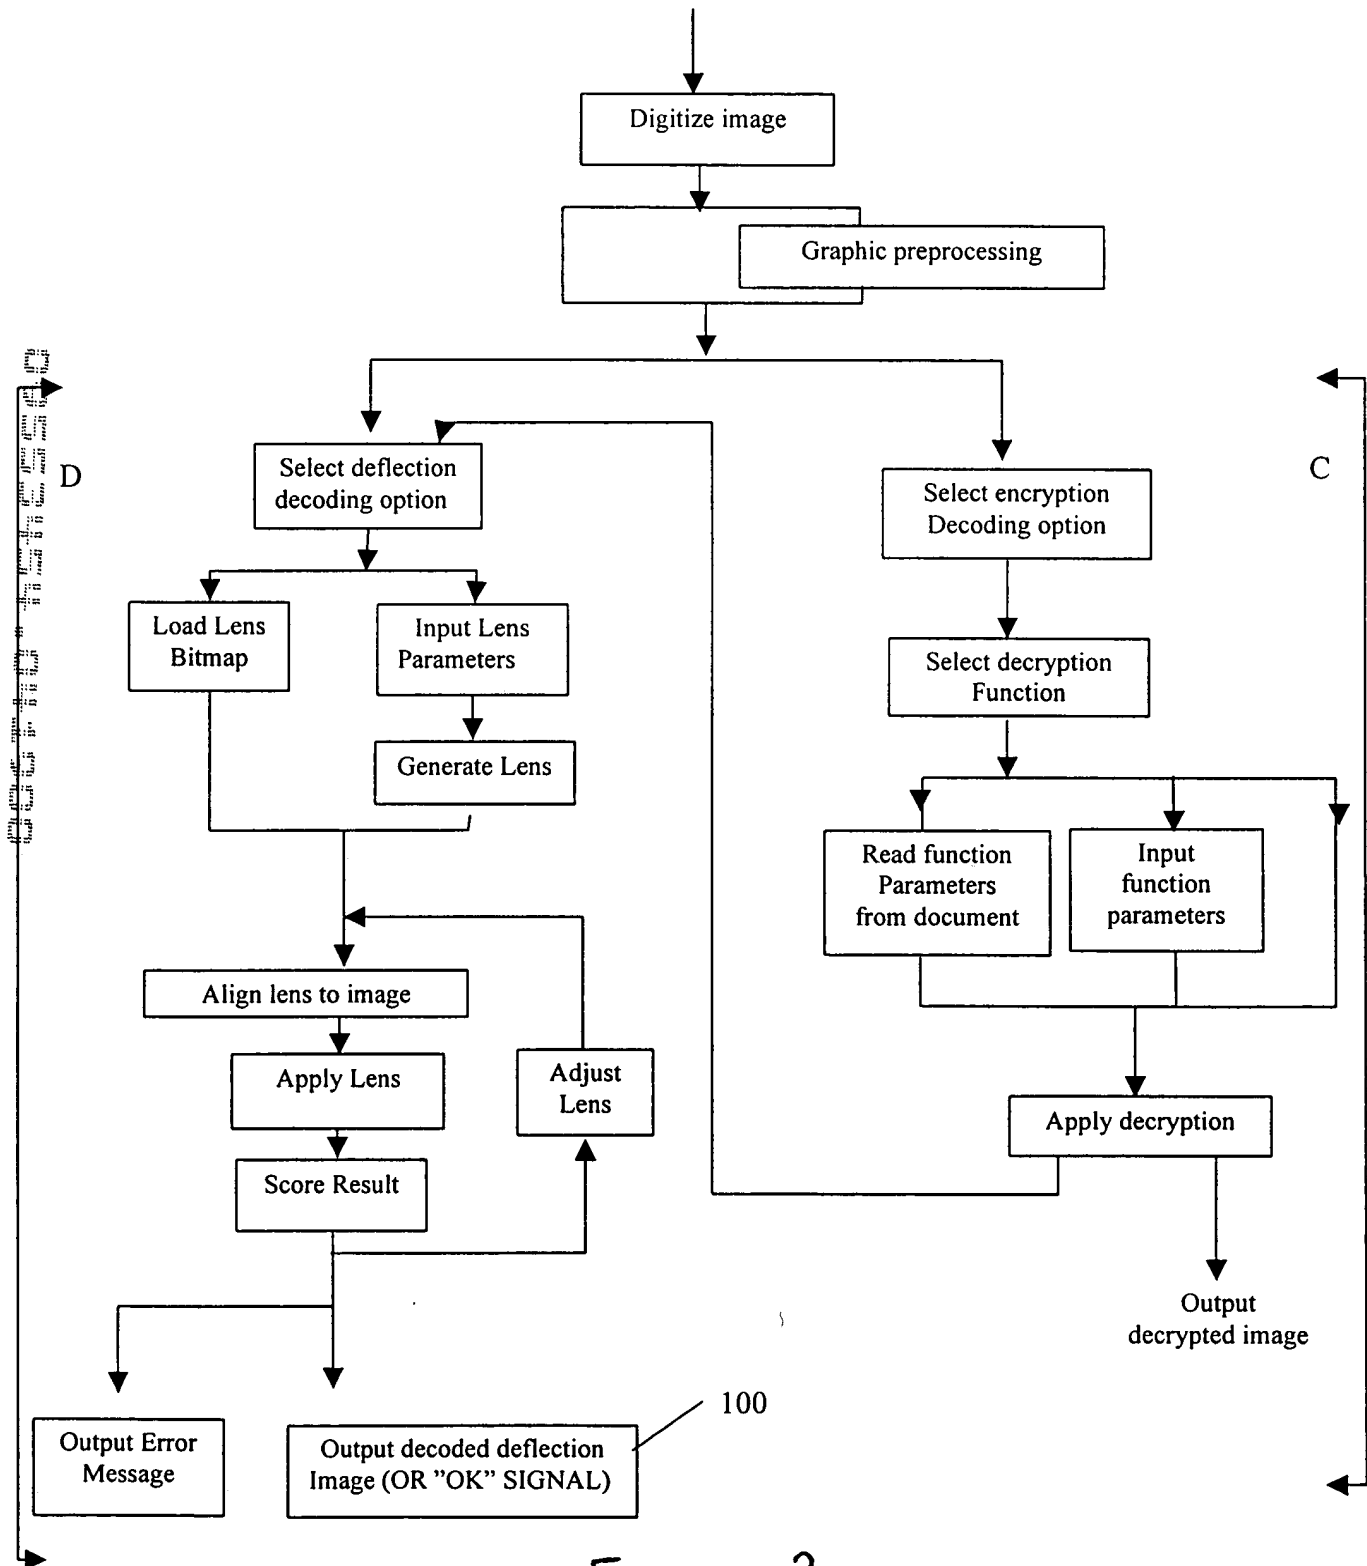 Digitize image
Graphic preprocessing
D
C
Select deflection
decoding option
Select encryption
Decoding option
Load Lens
Bitmap
Input Lens
Parameters
Select decryption
Function
Generate Lens
Read function
Parameters
from document
Input
function
parameters
Align lens to image
Apply Lens
Adjust
Lens
Apply decryption
Score Result
Output
decrypted image
100
Output Error
Message
Output decoded deflection
Image (OR "OK" SIGNAL)